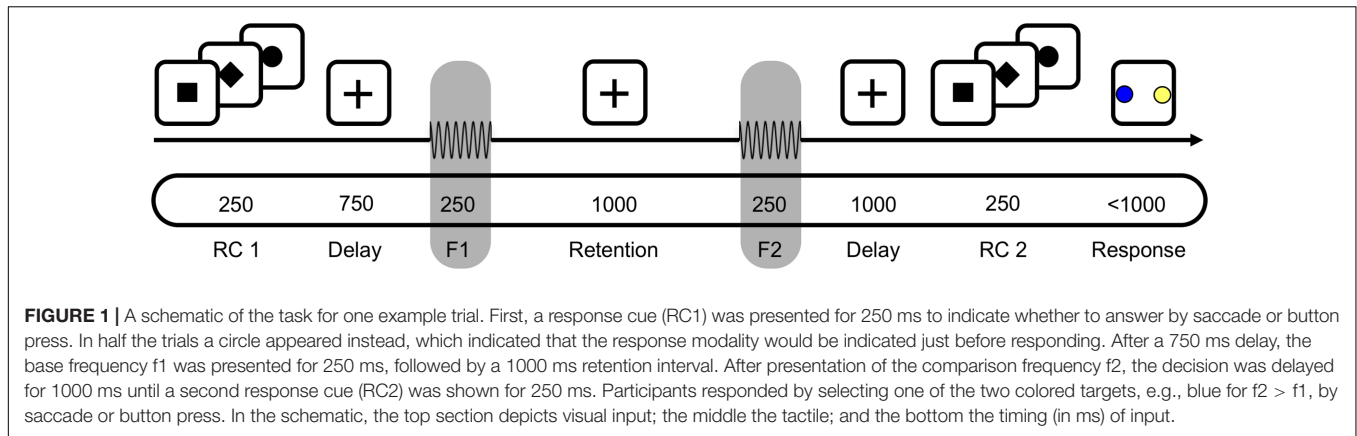 250 750 250 1000 250 1000 250 <1000
RC 1 Delay F1 Retention F2 Delay RC 2 Response
FIGURE 1 | A schematic of the task for one example trial. First, a response cue (RC1) was presented for 250 ms to indicate whether to answer by saccade or button
press. In half the trials a circle appeared instead, which indicated that the response modality would be indicated just before responding. After a 750 ms delay, the
base frequency f1 was presented for 250 ms, followed by a 1000 ms retention interval. After presentation of the comparison frequency f2, the decision was delayed
for 1000 ms until a second response cue (RC2) was shown for 250 ms. Participants responded by selecting one of the two colored targets, e.g., blue for f2 > f1, by
saccade or button press. In the schematic, the top section depicts visual input; the middle the tactile; and the bottom the timing (in ms) of input.